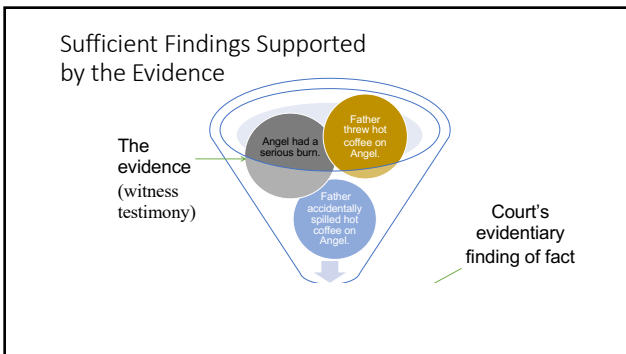 Sufficient Findings Supported
by the Evidence
The
evidence
(witness
testimony)
Angel had a
serious burn.
Father
threw hot
coffee on
Angel.
Father
accidentally
spilled hot
coffee on
Angel.
Court's
evidentiary
finding of fact